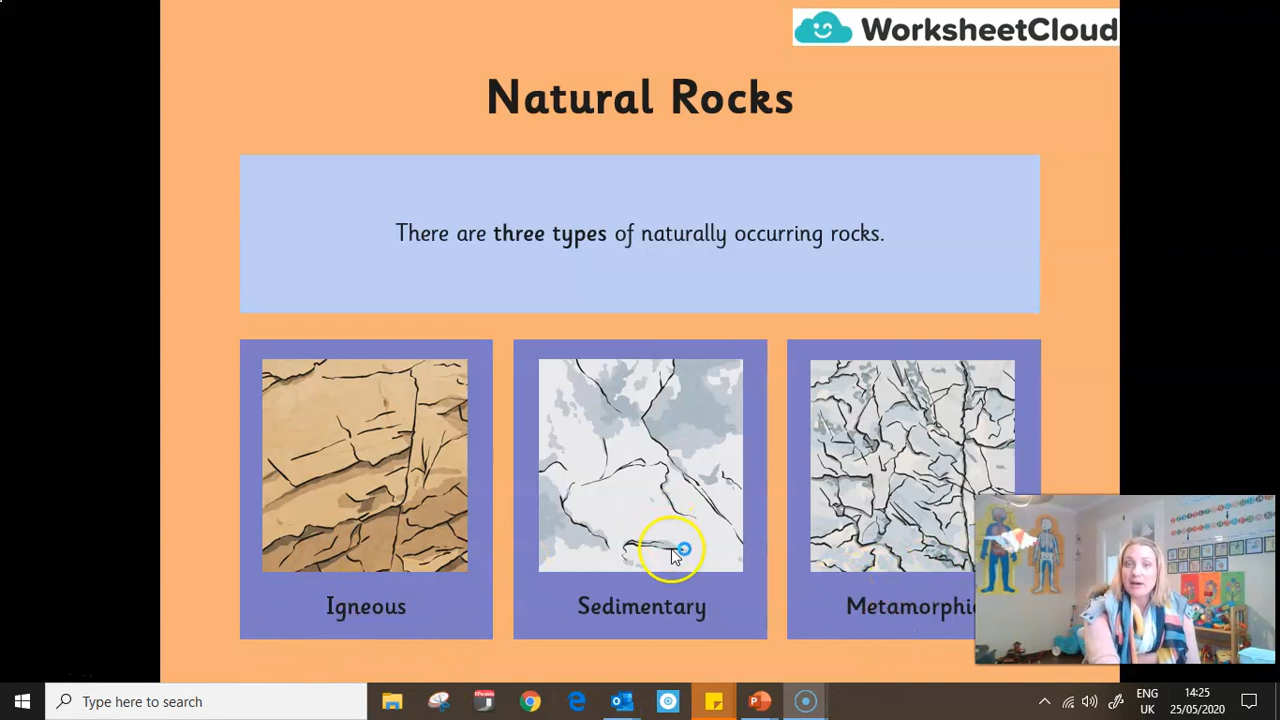 WorksheetCloud
Natural Rocks
There are three types of naturally occurring rocks.
Igneous
Sedimentary
Metamorphi
Type here to search
ENG
UK
14:25
25/05/2020